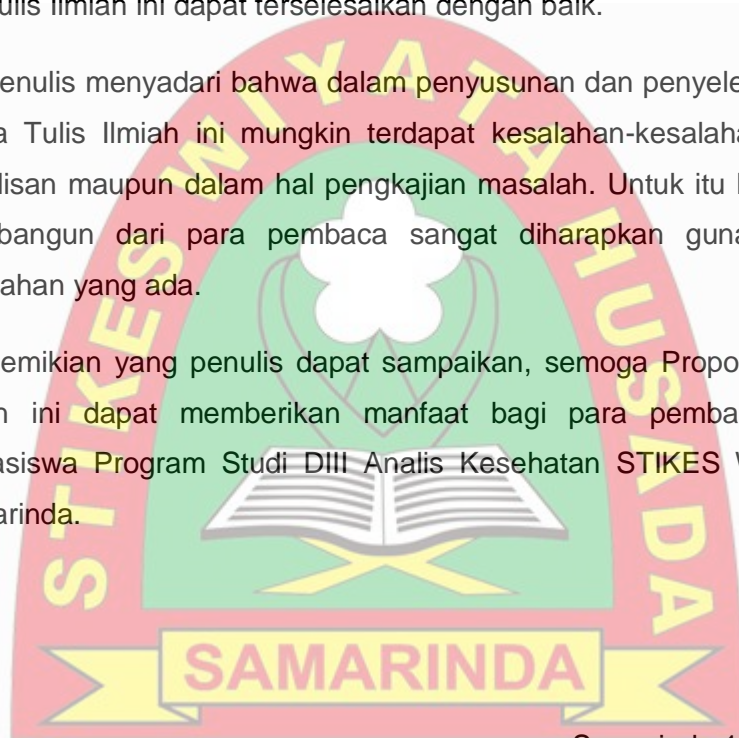 ulis Ilmiah ini dapat terselesaikan dengan baik.
enulis menyadari bahwa dalam penyusunan dan penyele
a Tulis Ilmiah ini mungkin terdapat kesalahan-kesalaha
lisan maupun dalam hal pengkajian masalah. Untuk itu
bangun dari para pembaca sangat diharapkan guna
ahan yang ada.
emikian yang penulis dapat sampaikan, semoga Propo
n ini dapat memberikan manfaat bagi para pemba
asiswa Program Studi DIII Analis Kesehatan STIKES
arinda.
STIKES WIYATA HUSADA
SAMARINDA